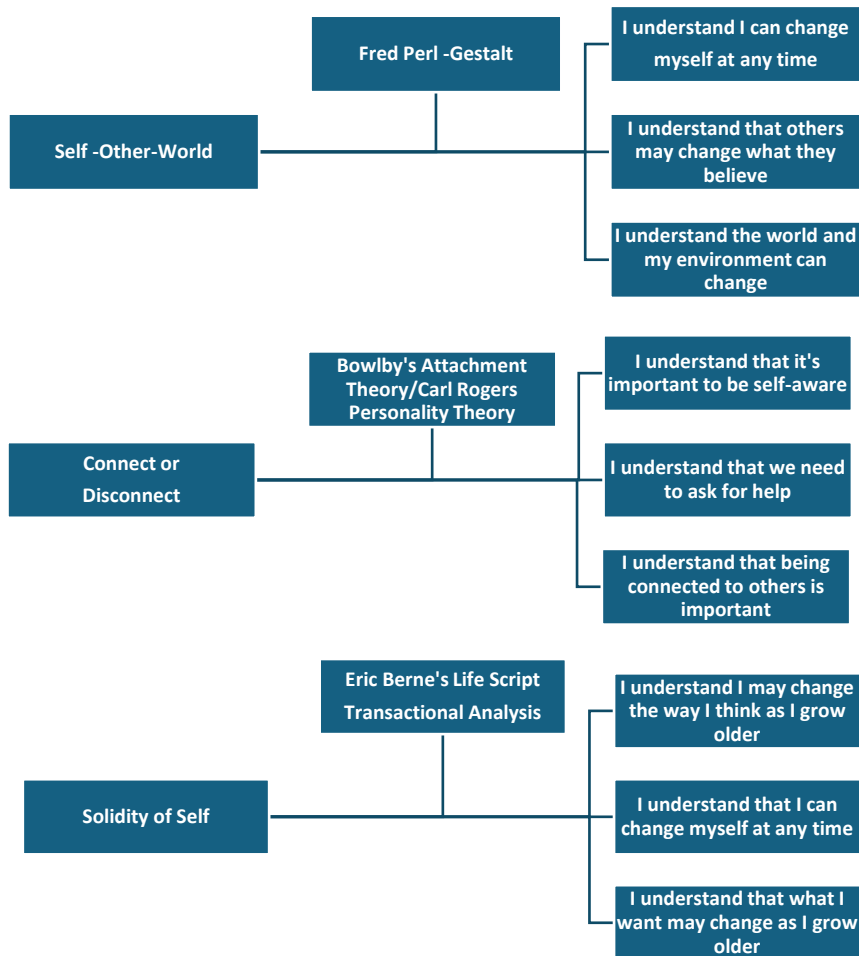 Fred Perl -Gestalt
I understand I can change
myself at any time
Self -Other-World
I understand that others
may change what they
believe
I understand the world and
my environment can
change
Bowlby's Attachment
Theory/Carl Rogers
Personality Theory
I understand that it's
important to be self-aware
Connect or
Disconnect
I understand that we need
to ask for help
I understand that being
connected to others is
important
Eric Berne's Life Script
Transactional Analysis
I understand I may change
the way I think as I grow
older
Solidity of Self
I understand that I can
change myself at any time
I understand that what I
want may change as I grow
older